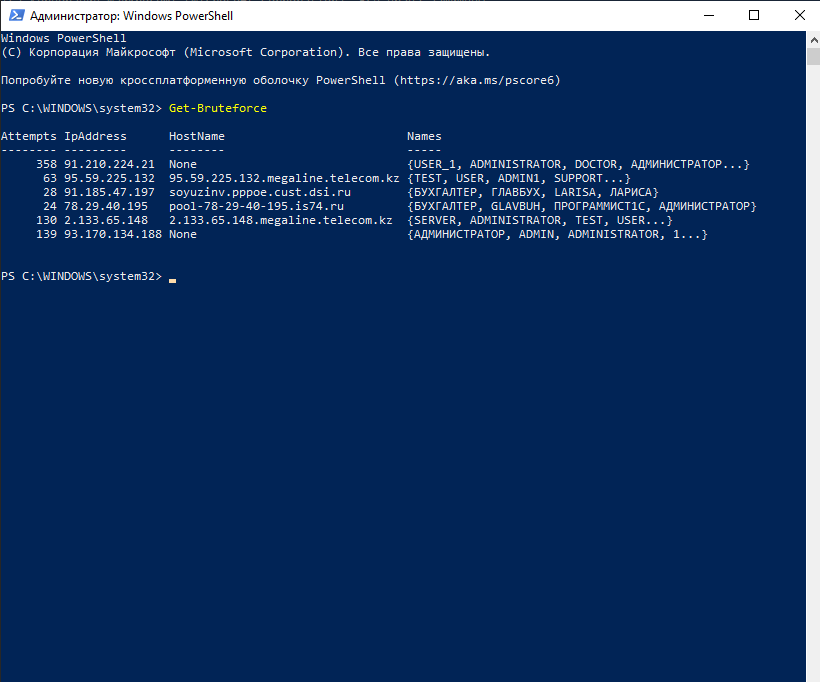 Администратор: Windows PowerShell
Windows PowerShell
(C) Корпорация Майкрософт (Microsoft Corporation). Все права защищены.
Попробуйте новую кроссплатформенную оболочку PowerShell (https://aka.ms/pscore6)
PS C:\WINDOWS\system32> Get-Bruteforce
Attempts IpAddress HostName Names
-------- --------- -------- -----
358 91.210.224.21 None {USER_1, ADMINISTRATOR, DOCTOR, АДМИНИСТРАТОР...}
63 95.59.225.132 95.59.225.132.megaline.telecom.kz {TEST, USER, ADMIN1, SUPPORT...}
28 91.185.47.197 soyuzinv.pppoe.cust.dsi.ru {БУХГАЛТЕР, ГЛАВБУХ, LARISA, ЛАРИСА}
24 78.29.40.195 pool-78-29-40-195.is74.ru {БУХГАЛТЕР, GLAVBUH, ПРОГРАММИСТ1С, АДМИНИСТРАТОР}
130 2.133.65.148 2.133.65.148.megaline.telecom.kz {SERVER, ADMINISTRATOR, TEST, USER...}
139 93.170.134.188 None {АДМИНИСТРАТОР, ADMIN, ADMINISTRATOR, 1...}
PS C:\WINDOWS\system32>